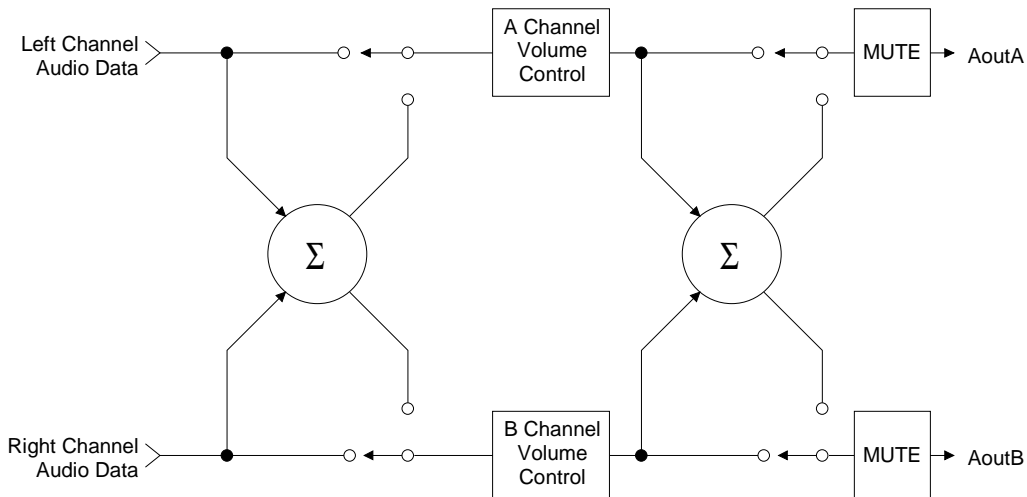 Left Channel
Audio Data
A Channel
Volume
Control
MUTE
AoutA
Σ
Σ
Right Channel
Audio Data
B Channel
Volume
Control
MUTE
AoutB